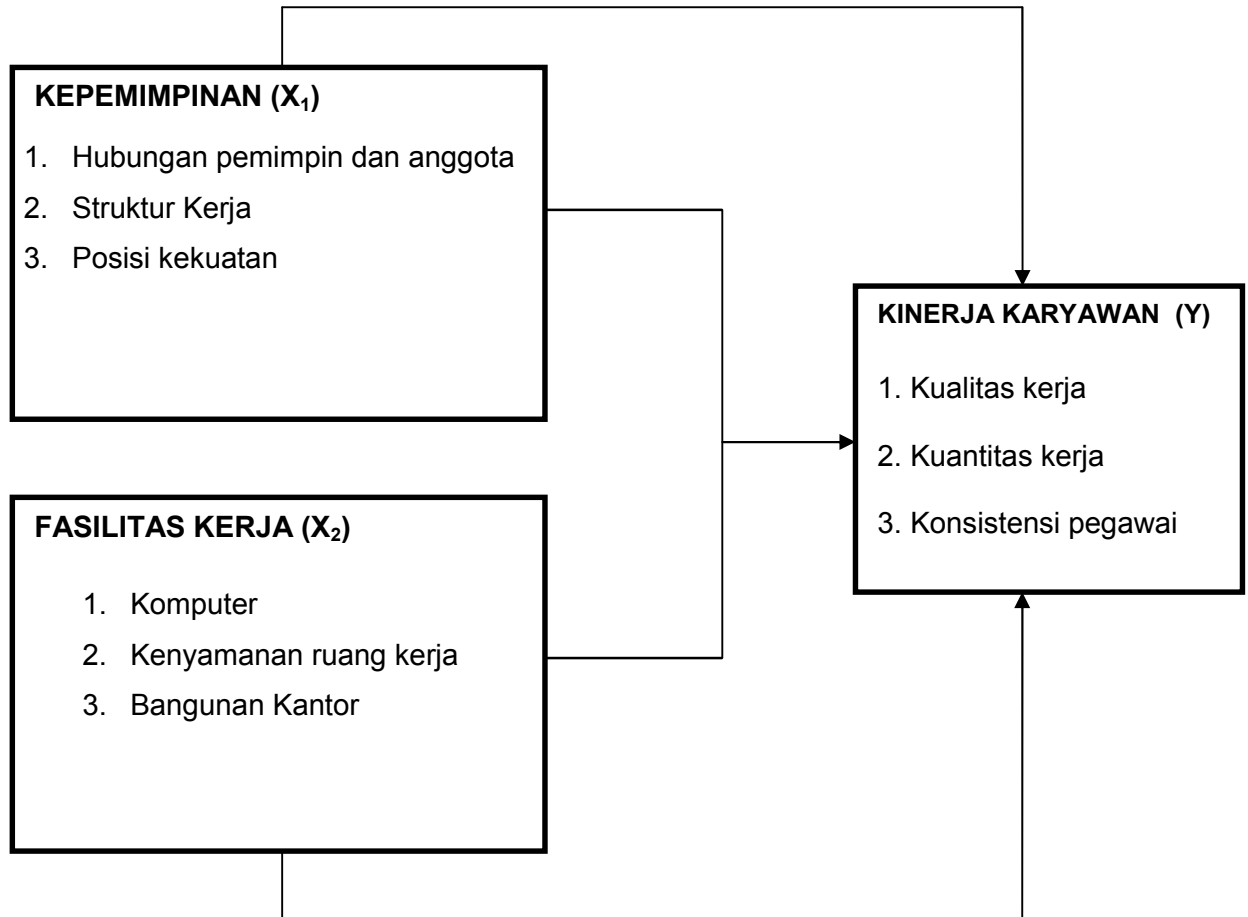 KEPEMIMPINAN (X₁)
1. Hubungan pemimpin dan anggota
2. Struktur Kerja
3. Posisi kekuatan
KINERJA KARYAWAN (Y)
1. Kualitas kerja
2. Kuantitas kerja
3. Konsistensi pegawai
FASILITAS KERJA (X₂)
1. Komputer
2. Kenyamanan ruang kerja
3. Bangunan Kantor